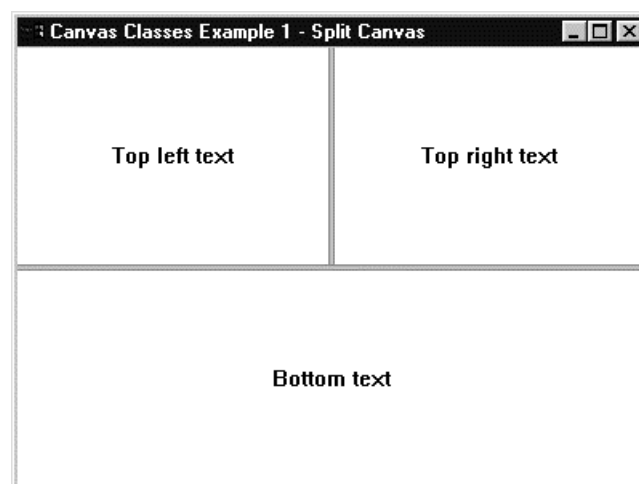 Canvas Classes Example 1 - Split Canvas
Top left text
Top right text
Bottom text